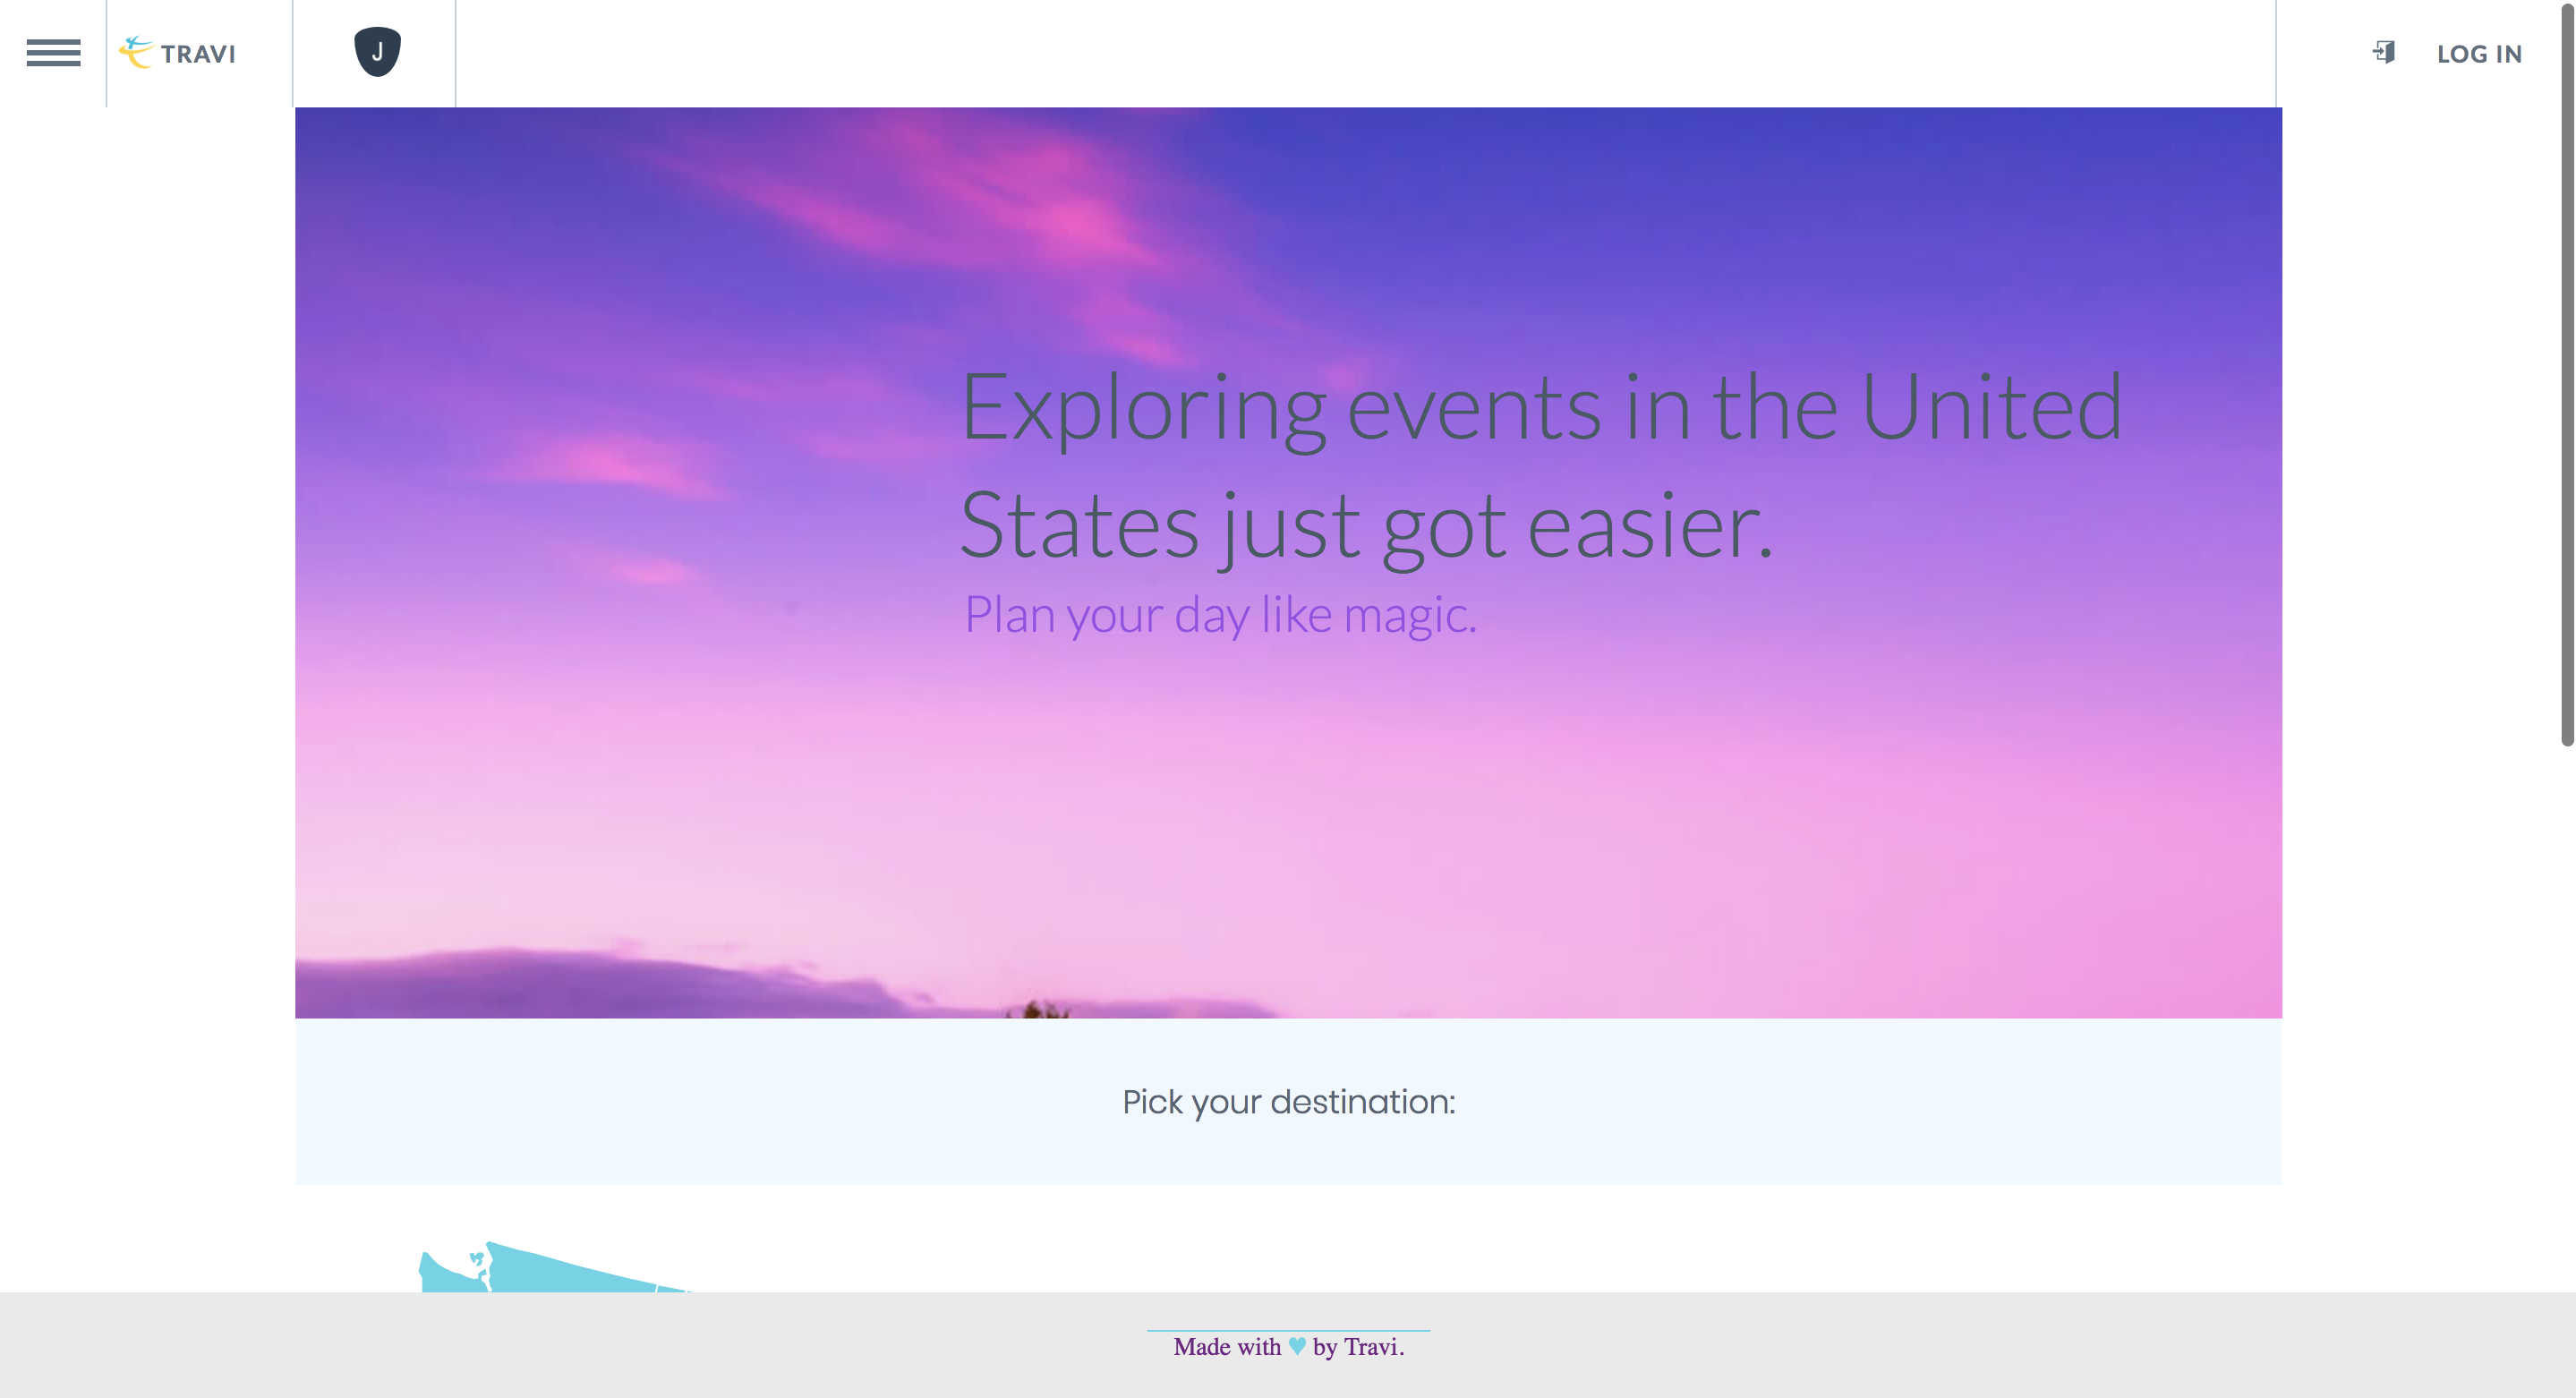 TRAVI
J
LOG IN
Exploring events in the United
States just got easier.
Plan your day like magic.
Pick your destination:
Made with ♥ by Travi.